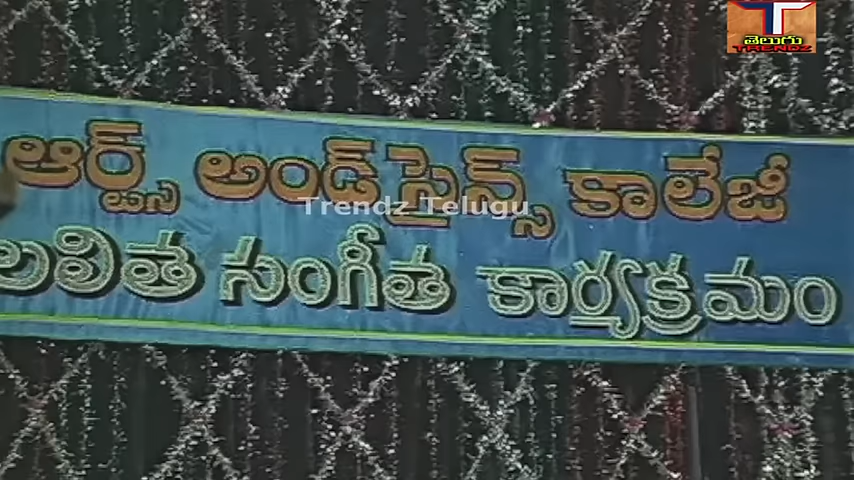 T
తెలుగు
TRENDZ
ఆర్ట్స్ అండ్ సైన్స్ కాలేజీ
Trendz Telugu
లలిత సంగీత కార్యక్రమం